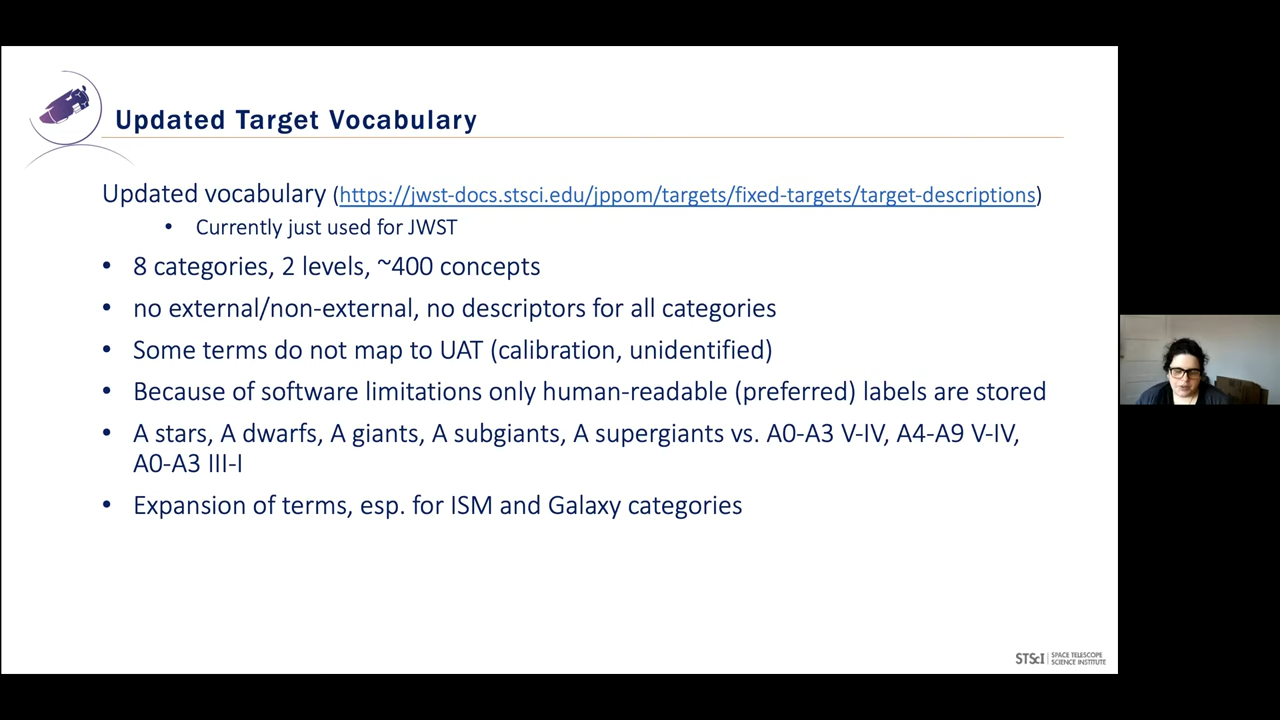 Updated Target Vocabulary
Updated vocabulary (https://jwst-docs.stsci.edu/jppom/targets/fixed-targets/target-descriptions)
• Currently just used for JWST
• 8 categories, 2 levels, ~400 concepts
• no external/non-external, no descriptors for all categories
• Some terms do not map to UAT (calibration, unidentified)
• Because of software limitations only human-readable (preferred) labels are stored
• A stars, A dwarfs, A giants, A subgiants, A supergiants vs. A0-A3 V-IV, A4-A9 V-IV,
A0-A3 III-I
• Expansion of terms, esp. for ISM and Galaxy categories
STScI | SPACE TELESCOPE
SCIENCE INSTITUTE